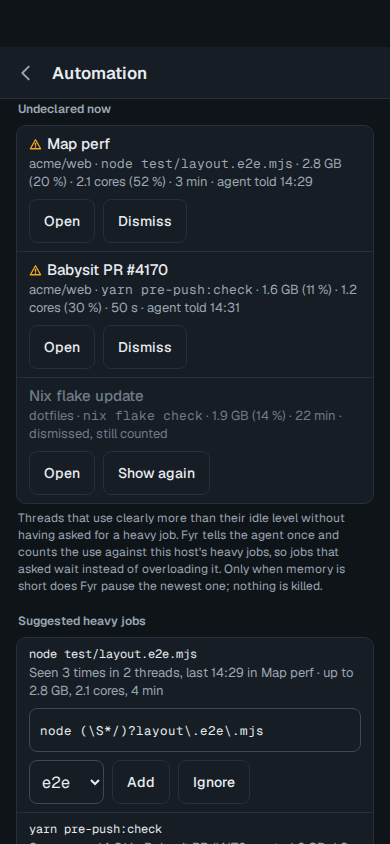 Automation
Undeclared now
Map perf
acme/web · node test/layout.e2e.mjs · 2.8 GB
(20 %) · 2.1 cores (52 %) · 3 min · agent told 14:29
Open Dismiss
Babysit PR #4170
acme/web · yarn pre-push:check · 1.6 GB (11 %) · 1.2
cores (30 %) · 50 s · agent told 14:31
Open Dismiss
Nix flake update
dotfiles · nix flake check · 1.9 GB (14 %) · 22 min ·
dismissed, still counted
Open Show again
Threads that use clearly more than their idle level without
having asked for a heavy job. Fyr tells the agent once and
counts the use against this host's heavy jobs, so jobs that
asked wait instead of overloading it. Only when memory is
short does Fyr pause the newest one; nothing is killed.
Suggested heavy jobs
node test/layout.e2e.mjs
Seen 3 times in 2 threads, last 14:29 in Map perf · up to
2.8 GB, 2.1 cores, 4 min
node (\S*/)?layout\.e2e\.mjs
e2e Add Ignore
yarn pre-push:check